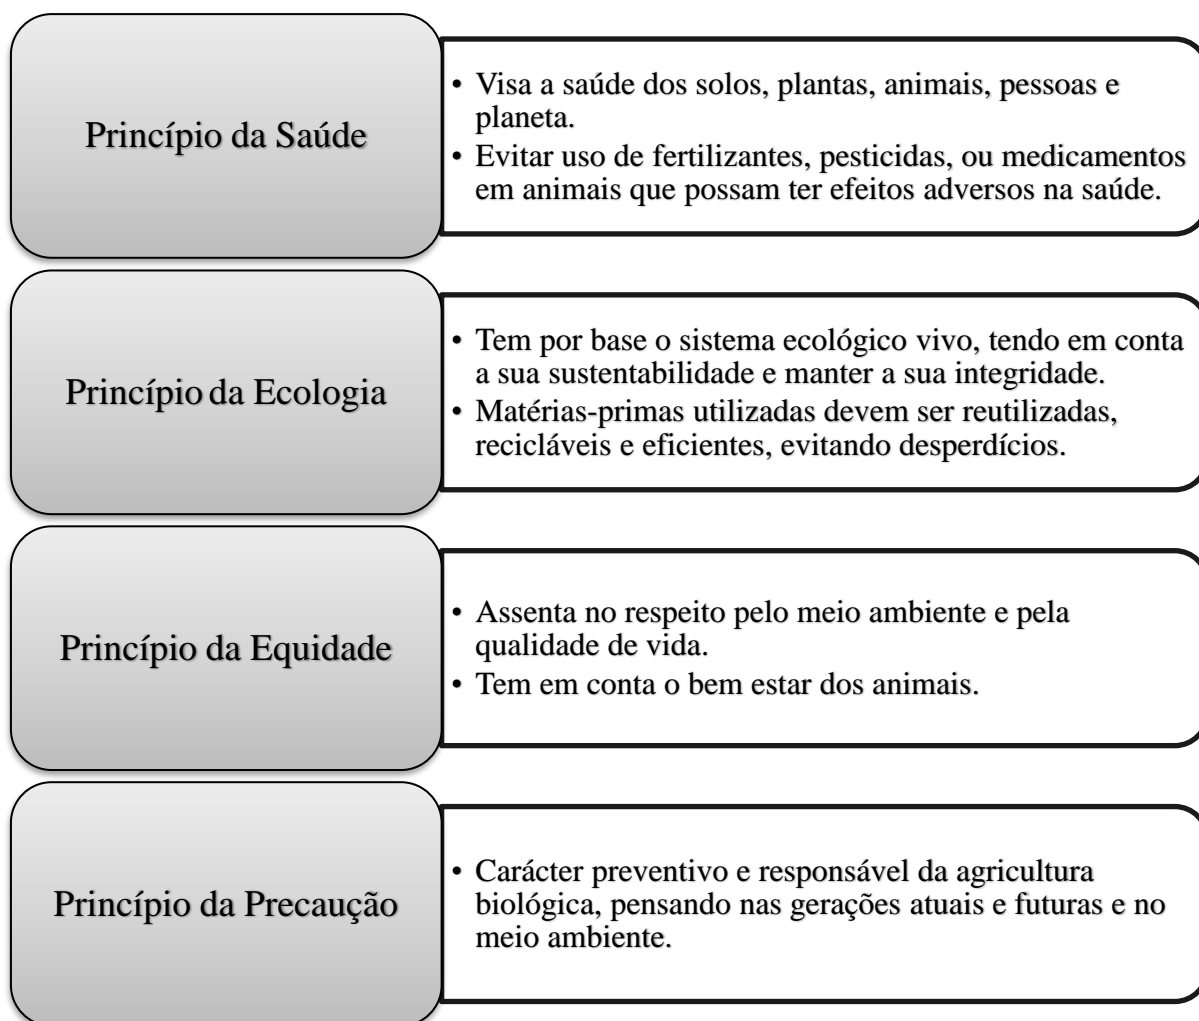 Princípio da Saúde
• Visa a saúde dos solos, plantas, animais, pessoas e
planeta.
• Evitar uso de fertilizantes, pesticidas, ou medicamentos
em animais que possam ter efeitos adversos na saúde.
Princípio da Ecologia
• Tem por base o sistema ecológico vivo, tendo em conta
a sua sustentabilidade e manter a sua integridade.
• Matérias-primas utilizadas devem ser reutilizadas,
recicláveis e eficientes, evitando desperdícios.
Princípio da Equidade
• Assenta no respeito pelo meio ambiente e pela
qualidade de vida.
• Tem em conta o bem estar dos animais.
Princípio da Precaução
• Carácter preventivo e responsável da agricultura
biológica, pensando nas gerações atuais e futuras e no
meio ambiente.